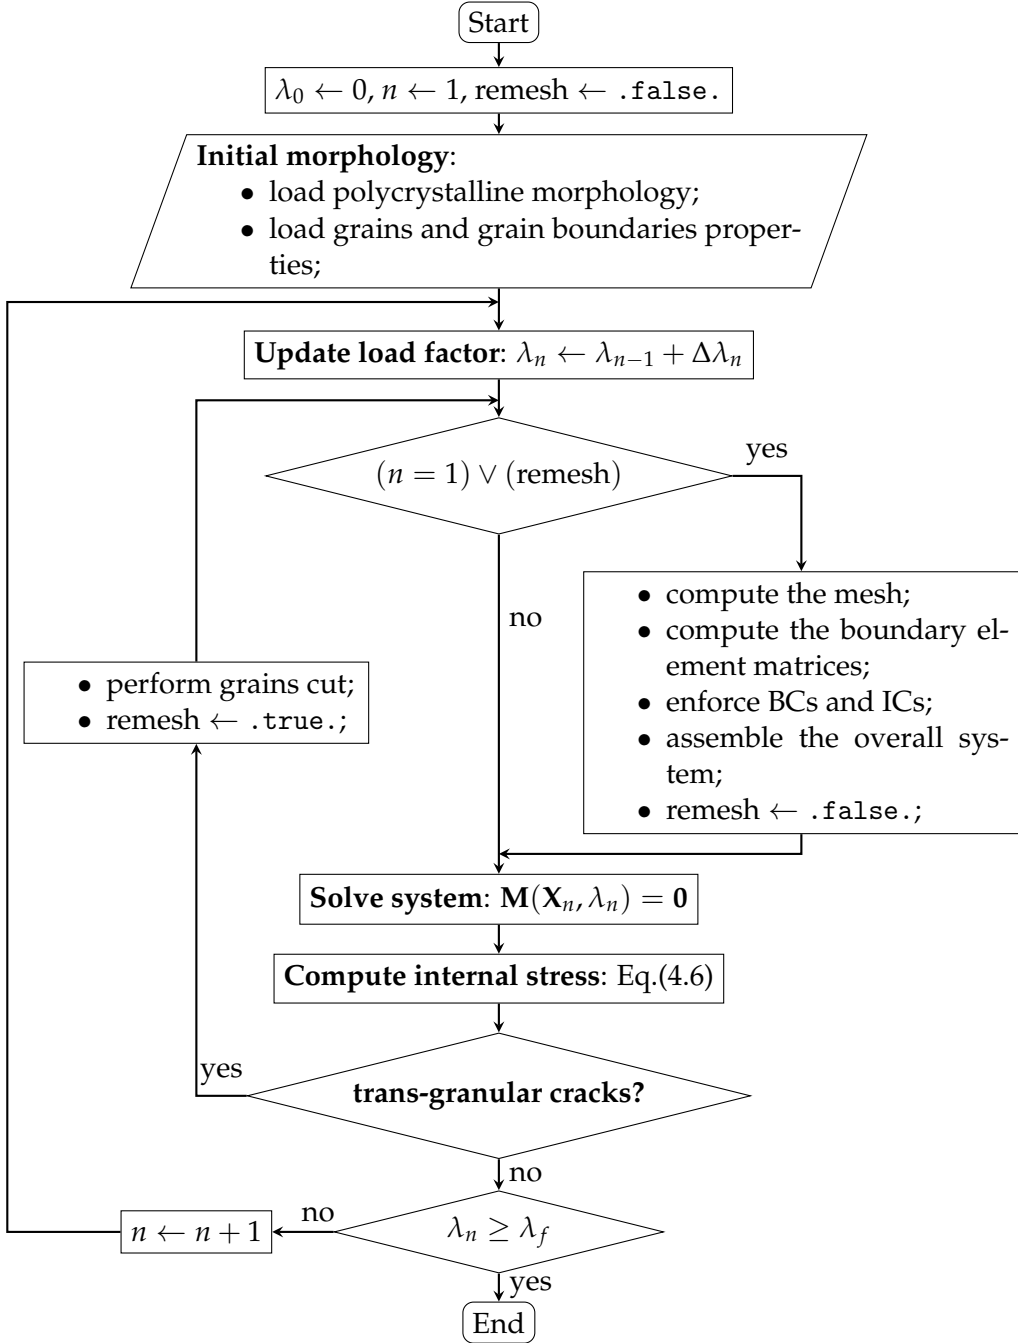 Start
λ₀ ← 0, n ← 1, remesh ← .false.
Initial morphology:
• load polycrystalline morphology;
• load grains and grain boundaries proper-
ties;
Update load factor: λₙ ← λₙ₋₁ + Δλₙ
(n = 1) ∨ (remesh)
yes
no
• compute the mesh;
• compute the boundary el-
ement matrices;
• enforce BCs and ICs;
• assemble the overall sys-
tem;
• remesh ← .false.;
• perform grains cut;
• remesh ← .true.;
Solve system: M(Xₙ, λₙ) = 0
Compute internal stress: Eq.(4.6)
trans-granular cracks?
yes
no
λₙ ≥ λ_f
no
n ← n + 1
yes
End